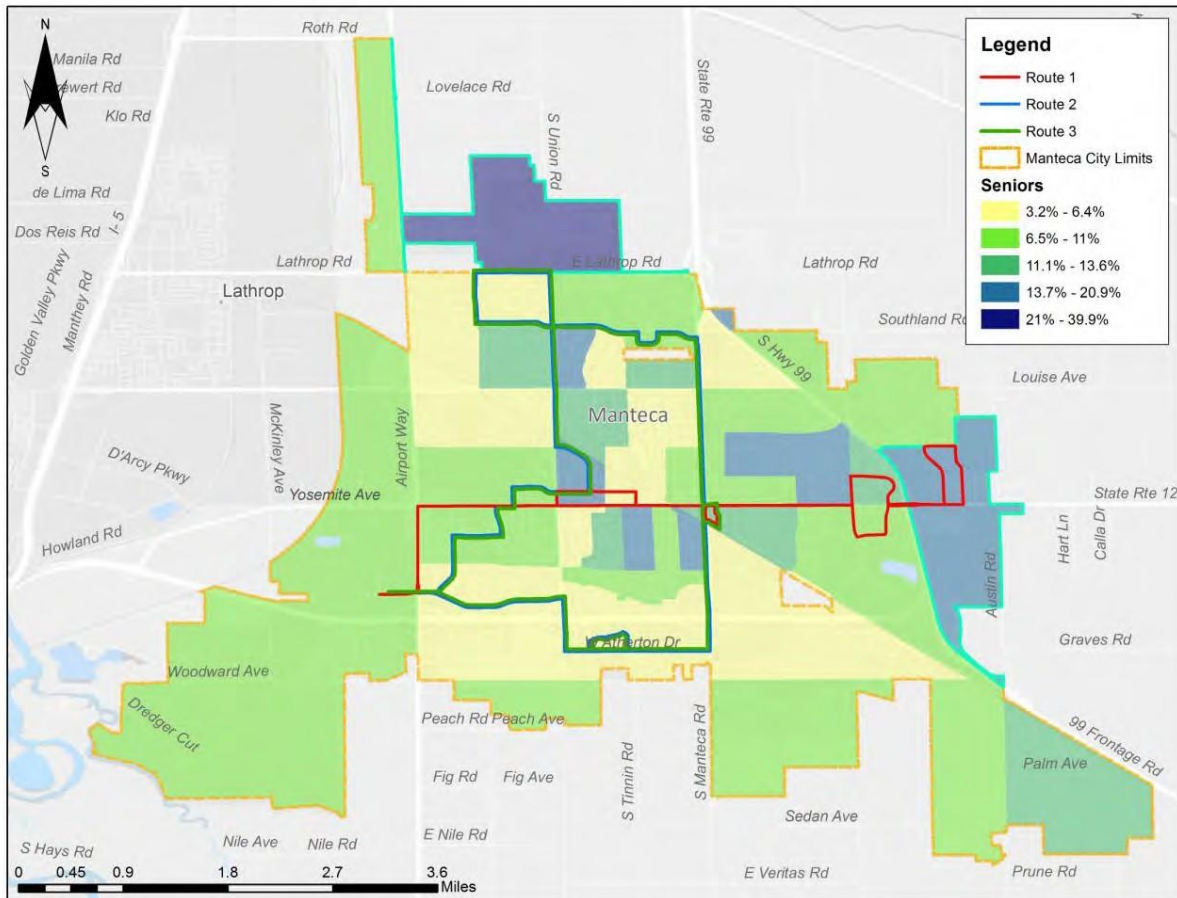 N
S
Roth Rd
Manila Rd
ewert Rd
Klo Rd
Lovelace Rd
S Union Rd
State Rte 99
de Lima Rd
Dos Reis Rd
I- 5
Golden Valley Pkwy
Manthey Rd
Lathrop Rd
E Lathrop Rd
Lathrop Rd
Lathrop
Southland Rd
S Hwy 99
Louise Ave
Manteca
McKinley Ave
Airport Way
D'Arcy Pkwy
Yosemite Ave
State Rte 12
Howland Rd
Hart Ln
Calla Dr
Austin Rd
W Atherton Dr
Graves Rd
Woodward Ave
Dredger Cut
Peach Rd
Peach Ave
S Tinnin Rd
S Manteca Rd
99 Frontage Rd
Palm Ave
Fig Rd
Fig Ave
Sedan Ave
Nile Ave
Nile Rd
E Nile Rd
S Hays Rd
E Veritas Rd
Prune Rd
0 0.45 0.9 1.8 2.7 3.6
Miles
Legend
Route 1
Route 2
Route 3
Manteca City Limits
Seniors
3.2% - 6.4%
6.5% - 11%
11.1% - 13.6%
13.7% - 20.9%
21% - 39.9%